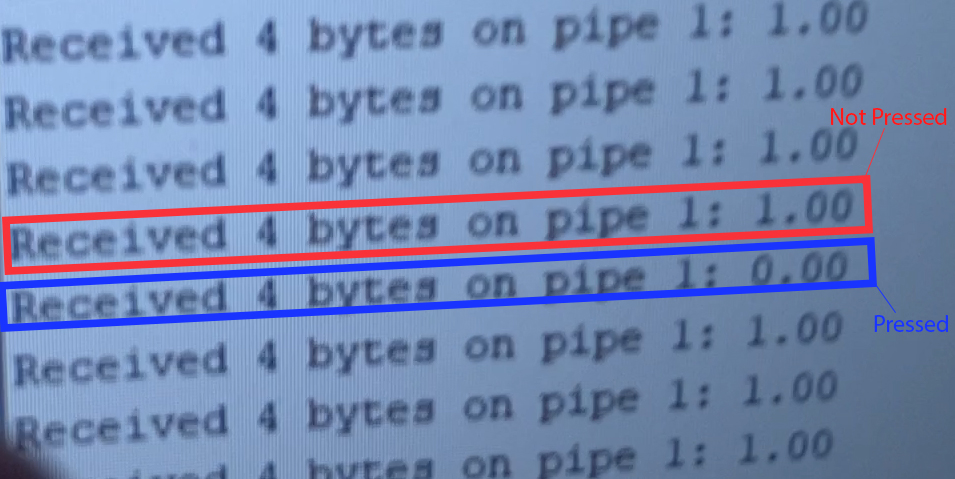 Received 4 bytes on pipe 1: 1.00
Received 4 bytes on pipe 1: 1.00
Not Pressed
Received 4 bytes on pipe 1: 1.00
Received 4 bytes on pipe 1: 1.00
Received 4 bytes on pipe 1: 0.00
Pressed
Received 4 bytes on pipe 1: 1.00
Received 4 bytes on pipe 1: 1.00
4 bytes on pipe 1: 1.00